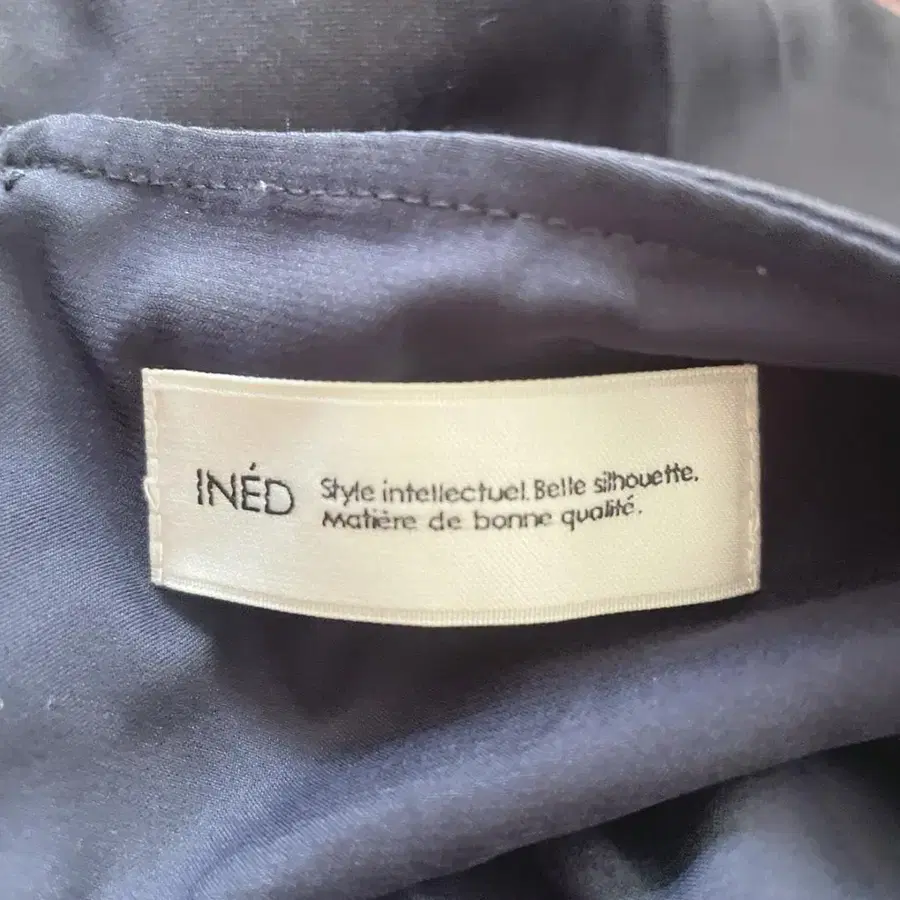 INÉD
Style intellectuel. Belle silhouette.
Matière de bonne qualité.